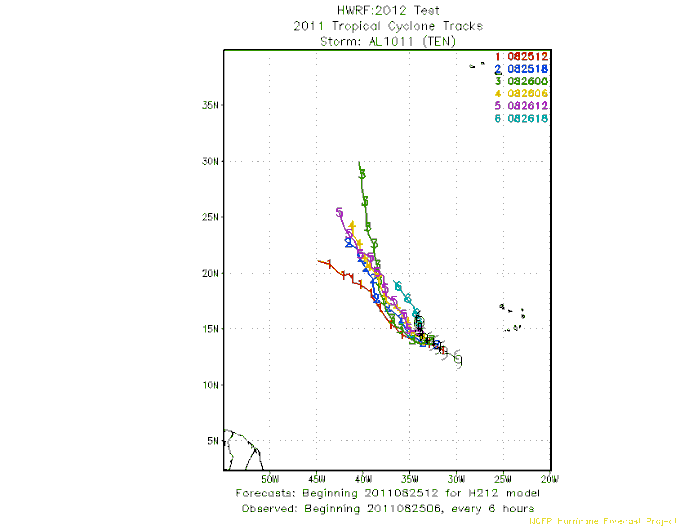 HWRF:2012 Test
2011 Tropical Cyclone Tracks
Storm: AL1011 (TEN)
1 082512
2 082518
3 082600
4 082606
5 082612
6 082618
35N
30N
25N
20N
15N
10N
5N
50W 45W 40W 35W 30W 25W 20W
Forecasts: Beginning 2011082512 for H212 model
Observed: Beginning 2011082506, every 6 hours
NCEP Hurricane Forecast Project